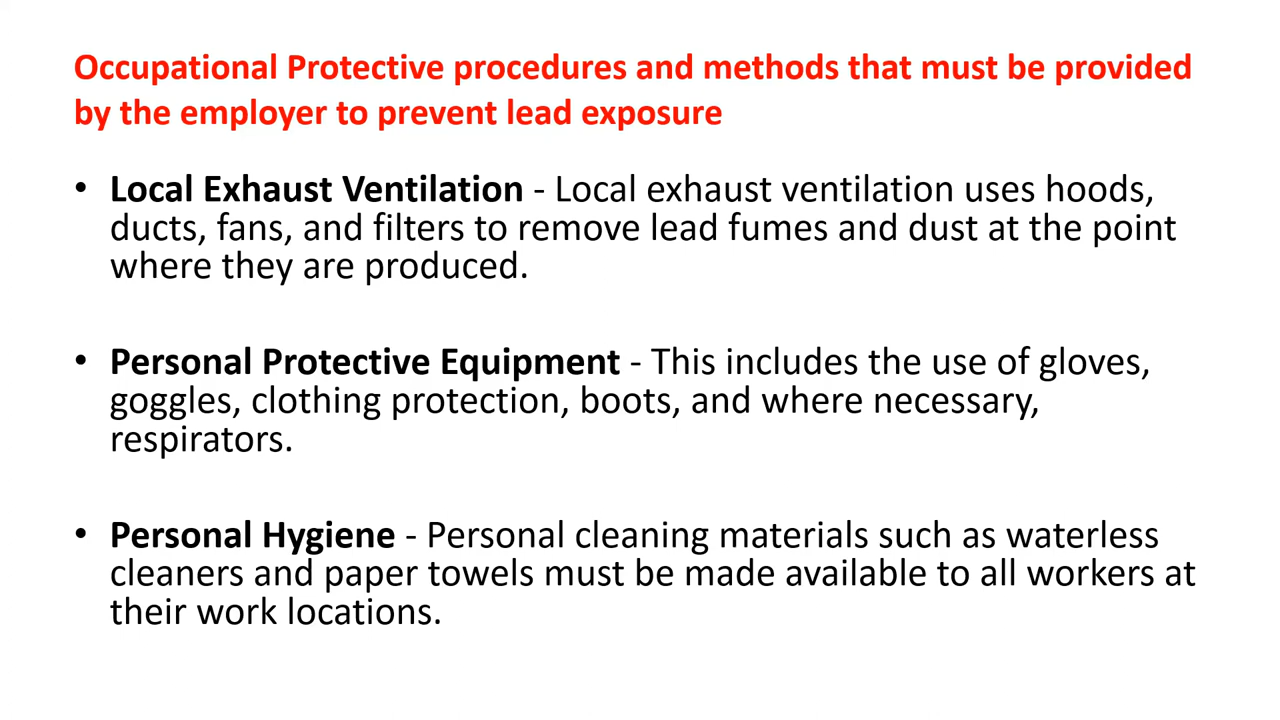 Occupational Protective procedures and methods that must be provided
by the employer to prevent lead exposure
• Local Exhaust Ventilation - Local exhaust ventilation uses hoods,
ducts, fans, and filters to remove lead fumes and dust at the point
where they are produced.
• Personal Protective Equipment - This includes the use of gloves,
goggles, clothing protection, boots, and where necessary,
respirators.
• Personal Hygiene - Personal cleaning materials such as waterless
cleaners and paper towels must be made available to all workers at
their work locations.